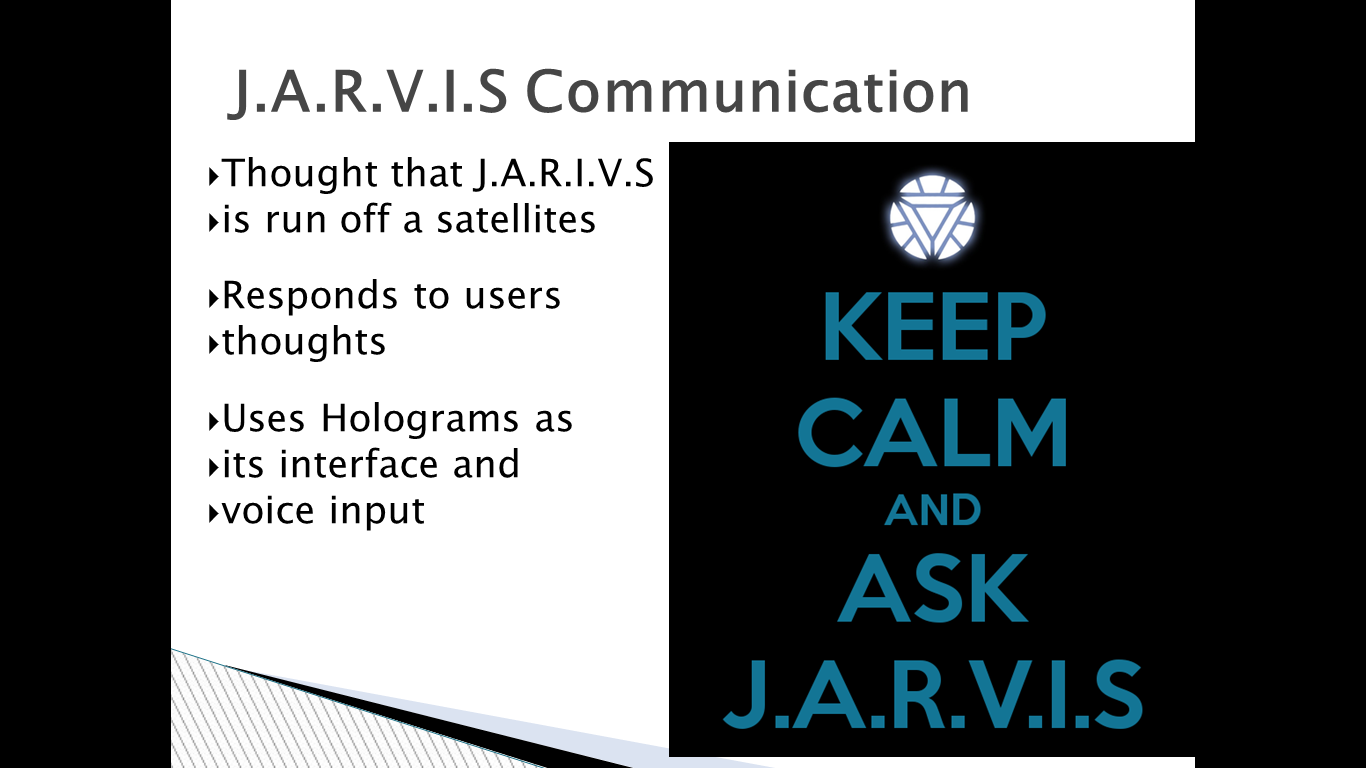 J.A.R.V.I.S Communication
▸Thought that J.A.R.I.V.S
▸is run off a satellites
▸Responds to users
▸thoughts
▸Uses Holograms as
▸its interface and
▸voice input
KEEP
CALM
AND
ASK
J.A.R.V.I.S